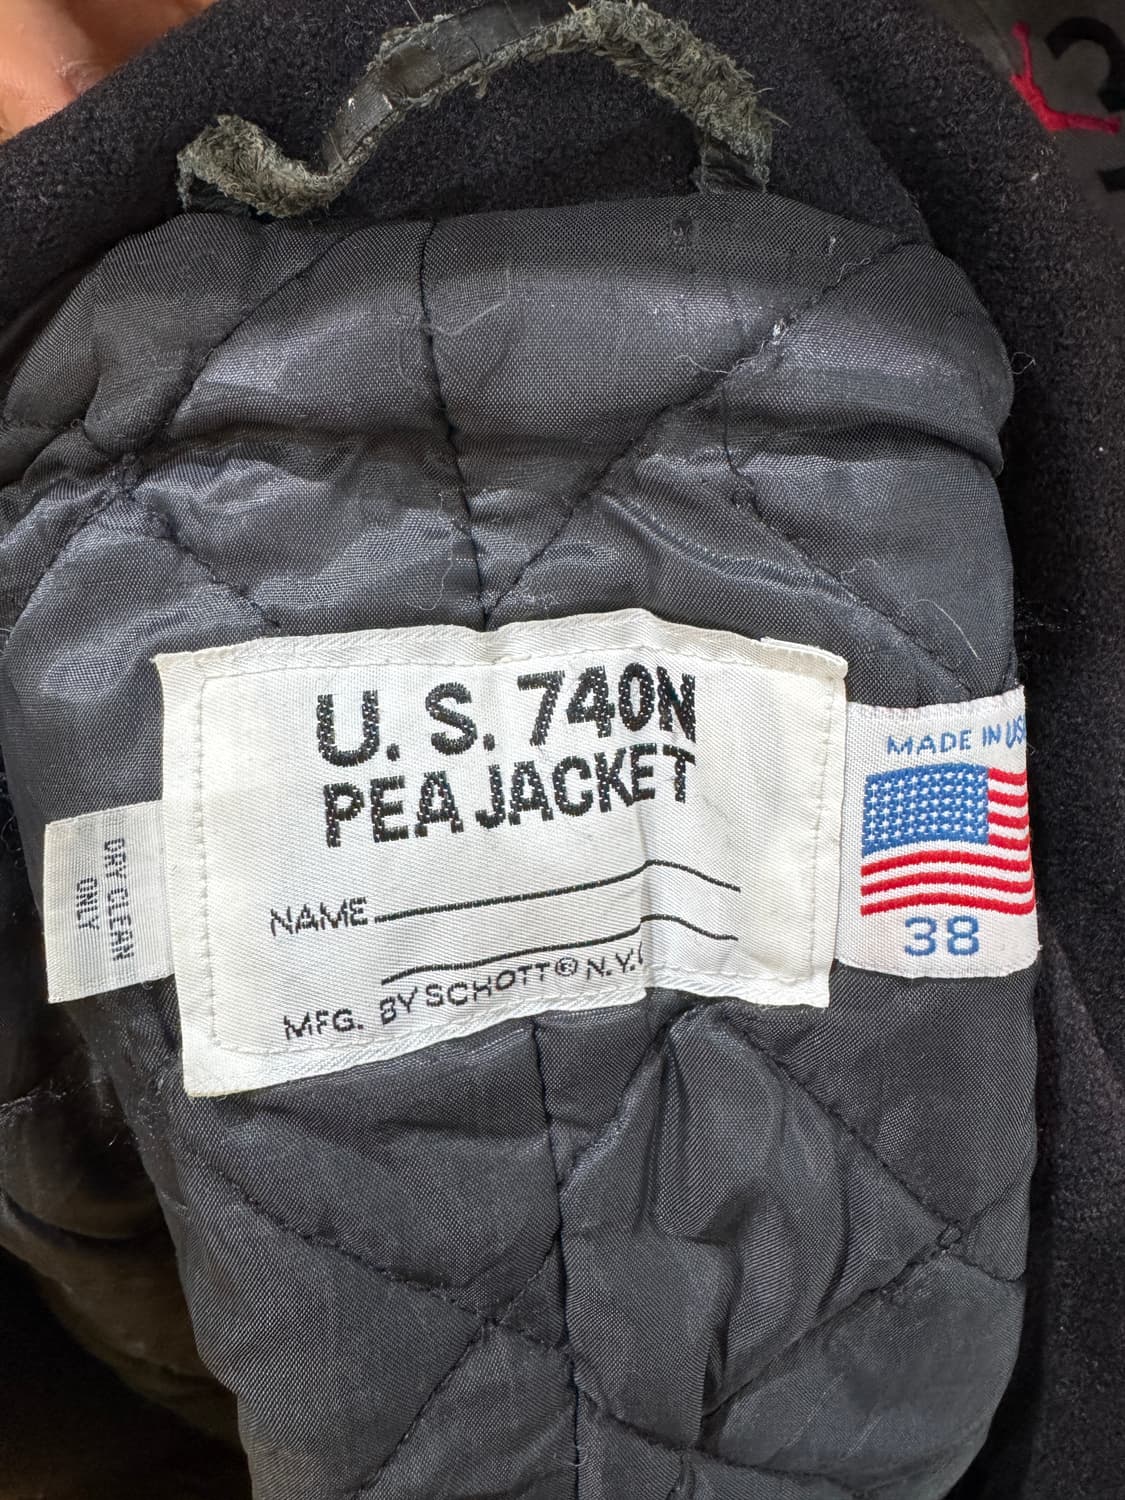 U. S. 740N
PEA JACKET
NAME
MFG. BY SCHOTT® N.Y.
DRY CLEAN
ONLY
MADE IN USA
38